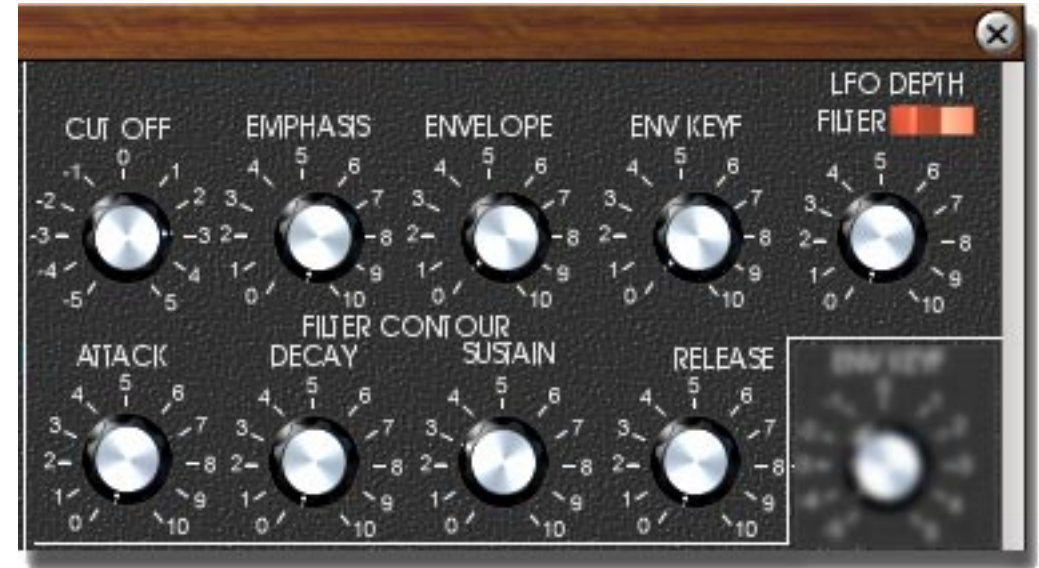 LFO DEPTH
CUT OFF EMPHASIS ENVELOPE ENV KEYF FILTER
0 5 5 5 5
-1 1 4 6 4 6 4 6 4 6
-2 2 3 7 3 7 3 7 3 7
-3 3 2 8 2 8 2 8 2 8
-4 4 1 9 1 9 1 9 1 9
-5 5 0 10 0 10 0 10 0 10
FILTER CONTOUR
ATTACK DECAY SUSTAIN RELEASE
5 5 5 5
4 6 4 6 4 6 4 6
3 7 3 7 3 7 3 7
2 8 2 8 2 8 2 8
1 9 1 9 1 9 1 9
0 10 0 10 0 10 0 10